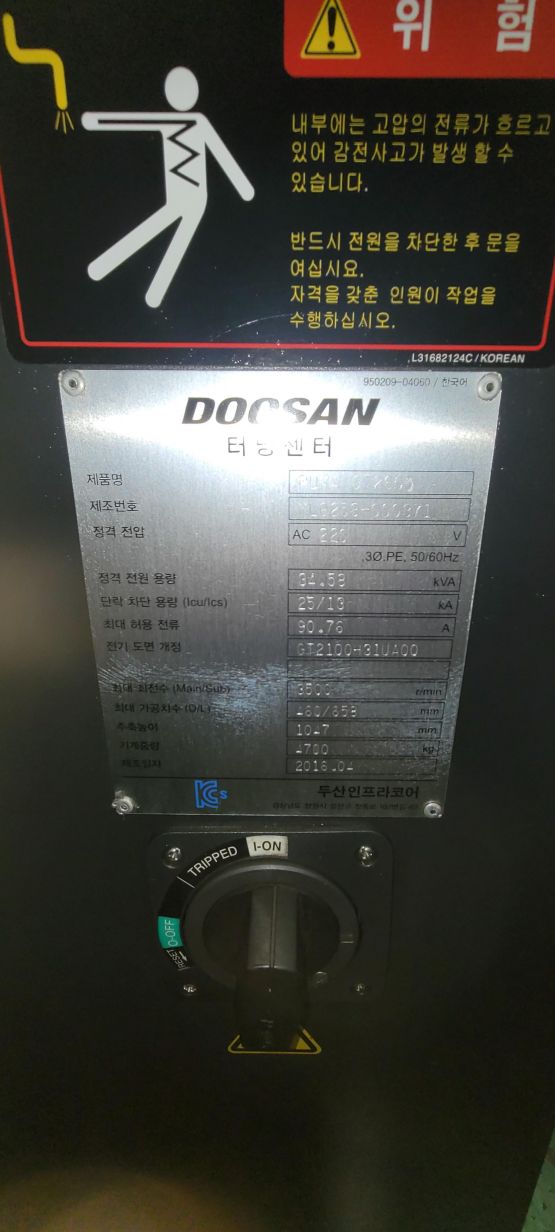 위 험
내부에는 고압의 전류가 흐르고
있어 감전사고가 발생 할 수
있습니다.
반드시 전원을 차단한 후 문을
여십시요.
자격을 갖춘 인원이 작업을
수행하십시오.
L31682124C / KOREAN
950209-04060 / 한국어
DOOSAN
터닝센터
제품명
제조번호
정격 전압 AC 220 V
3Ø.PE, 50/60Hz
정격 전원 용량 34.58 kVA
단락 차단 용량 (Icu/Ics) 25/13 kA
최대 허용 전류 90.76 A
전기 도면 개정 GT2100-31UA00
최대 회전수 (Main/Sub) 3500 r/min
최대 가공치수 (D/L) 460/658 mm
주축높이 1047 mm
기계중량 4700 kg
제조일자 2016.04
두산인프라코어
TRIPPED I-ON
O-OFF
RESET